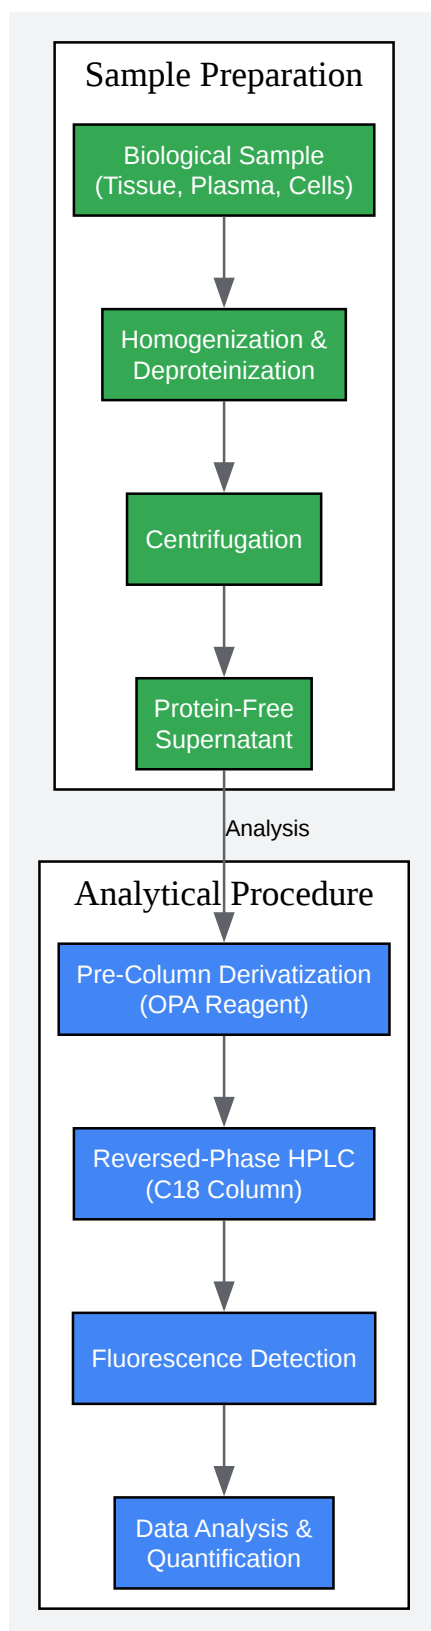 Sample Preparation
Biological Sample
(Tissue, Plasma, Cells)
Homogenization &
Deproteinization
Centrifugation
Protein-Free
Supernatant
Analysis
Analytical Procedure
Pre-Column Derivatization
(OPA Reagent)
Reversed-Phase HPLC
(C18 Column)
Fluorescence Detection
Data Analysis &
Quantification